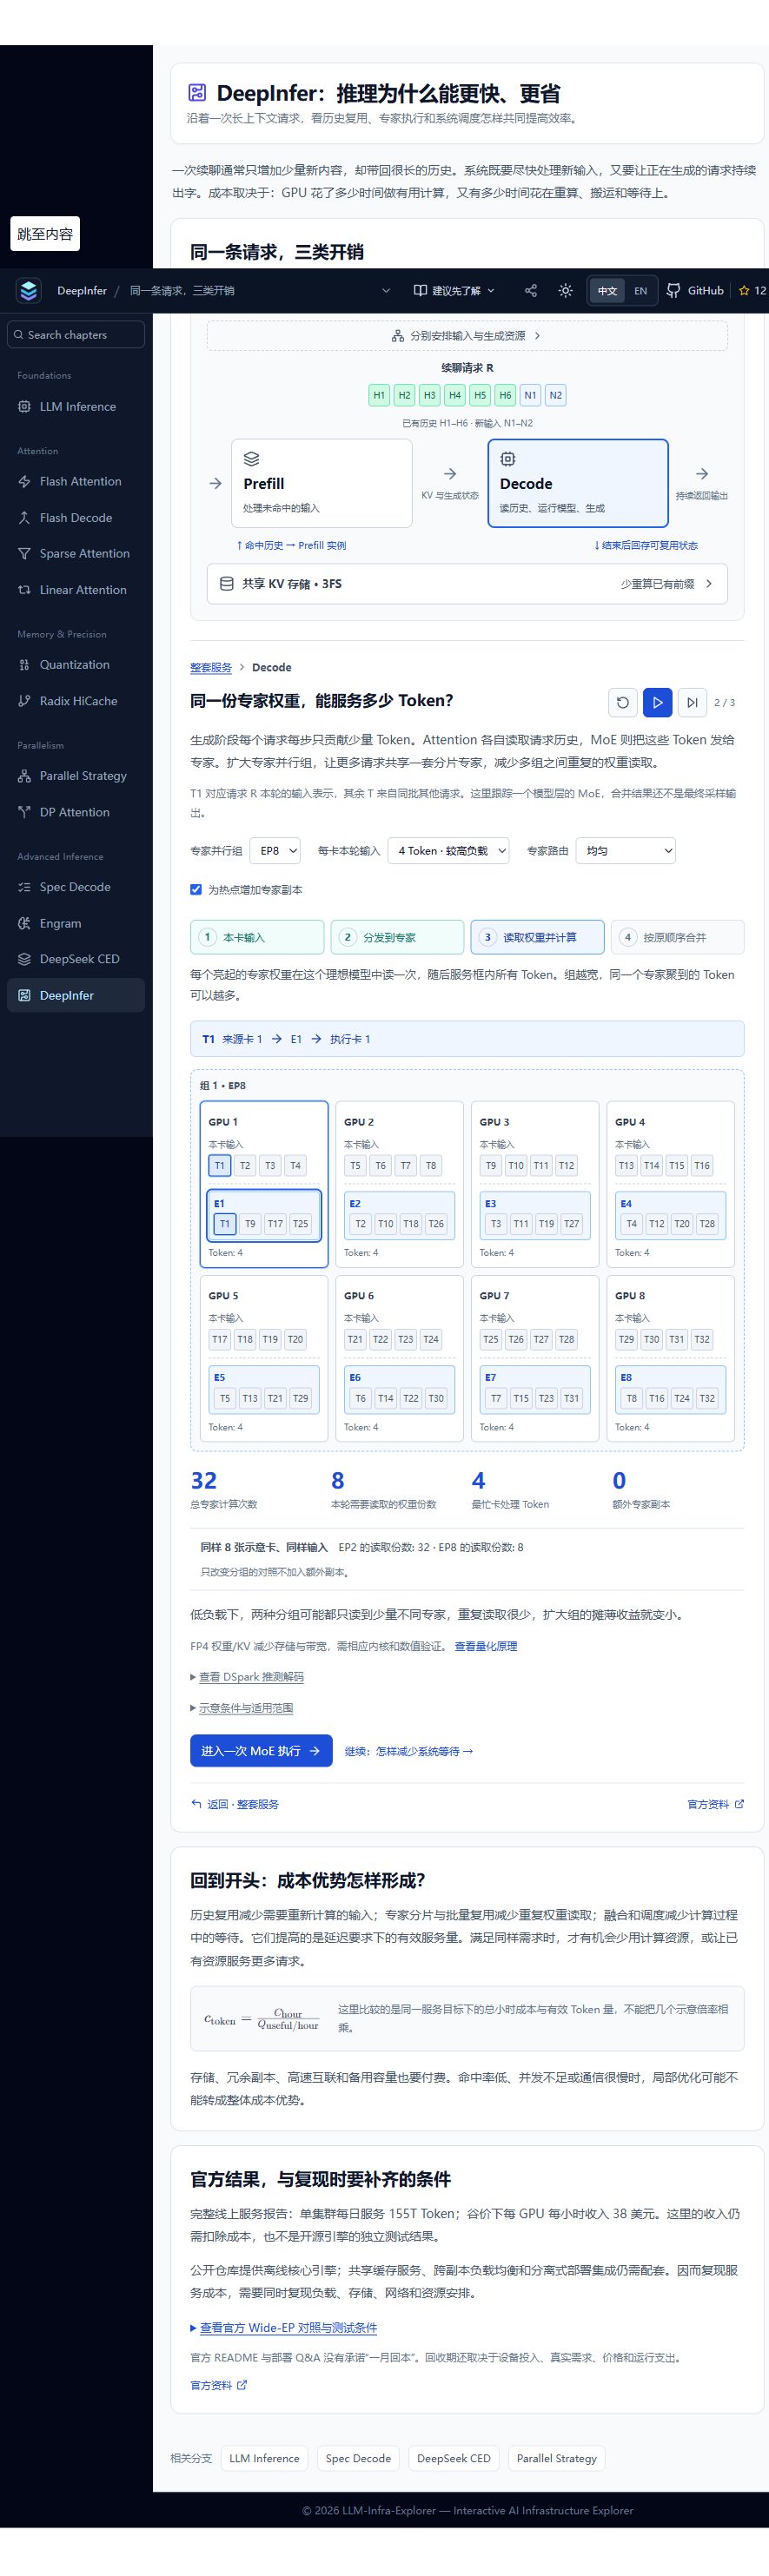 DeepInfer：推理为什么能更快、更省
沿着一次长上下文请求，看历史复用、专家执行和系统调度怎样共同提高效率。
一次续聊通常只增加少量新内容，却带回很长的历史。系统既要尽快处理新输入，又要让正在生成的请求持续
出字。成本取决于：GPU 花了多少时间做有用计算，又有多少时间花在重算、搬运和等待上。
跳至内容
同一条请求，三类开销
DeepInfer / 同一条请求，三类开销
建议先了解
中文 EN
GitHub
12
Search chapters
Foundations
LLM Inference
Attention
Flash Attention
Flash Decode
Sparse Attention
Linear Attention
Memory & Precision
Quantization
Radix HiCache
Parallelism
Parallel Strategy
DP Attention
Advanced Inference
Spec Decode
Engram
DeepSeek CED
DeepInfer
分别安排输入与生成资源
续聊请求 R
H1 H2 H3 H4 H5 H6 N1 N2
已有历史 H1–H6 · 新输入 N1–N2
Prefill
处理未命中的输入
KV 与生成状态
Decode
读历史、运行模型、生成
持续返回输出
↑ 命中历史 → Prefill 实例
↓ 结束后回存可复用状态
共享 KV 存储 · 3FS
少重算已有前缀
整套服务 > Decode
同一份专家权重，能服务多少 Token？
2 / 3
生成阶段每个请求每步只贡献少量 Token。Attention 各自读取请求历史，MoE 则把这些 Token 发给
专家。扩大专家并行组，让更多请求共享一套分片专家，减少多组之间重复的权重读取。
T1 对应请求 R 本轮的输入表示，其余 T 来自同批其他请求。这里跟踪一个模型层的 MoE，合并结果还不是最终采样输
出。
专家并行组 EP8
每卡本轮输入 4 Token · 较高负载
专家路由 均匀
为热点增加专家副本
1 本卡输入
2 分发到专家
3 读取权重并计算
4 按原顺序合并
每个亮起的专家权重在这个理想模型中读一次，随后服务框内所有 Token。组越宽，同一个专家聚到的 Token
可以越多。
T1 来源卡 1 → E1 → 执行卡 1
组 1 · EP8
GPU 1
本卡输入
T1 T2 T3 T4
E1
T1 T9 T17 T25
Token: 4
GPU 2
本卡输入
T5 T6 T7 T8
E2
T2 T10 T18 T26
Token: 4
GPU 3
本卡输入
T9 T10 T11 T12
E3
T3 T11 T19 T27
Token: 4
GPU 4
本卡输入
T13 T14 T15 T16
E4
T4 T12 T20 T28
Token: 4
GPU 5
本卡输入
T17 T18 T19 T20
E5
T5 T13 T21 T29
Token: 4
GPU 6
本卡输入
T21 T22 T23 T24
E6
T6 T14 T22 T30
Token: 4
GPU 7
本卡输入
T25 T26 T27 T28
E7
T7 T15 T23 T31
Token: 4
GPU 8
本卡输入
T29 T30 T31 T32
E8
T8 T16 T24 T32
Token: 4
32
总专家计算次数
8
本轮需要读取的权重份数
4
最忙卡处理 Token
0
额外专家副本
同样 8 张示意卡、同样输入 EP2 的读取份数: 32 · EP8 的读取份数: 8
只改变分组的对照不加入额外副本。
低负载下，两种分组可能都只读到少量不同专家，重复读取很少，扩大组的摊薄收益就变小。
FP4 权重/KV 减少存储与带宽，需相应内核和数值验证。 查看量化原理
▶ 查看 DSpark 推测解码
▶ 示意条件与适用范围
进入一次 MoE 执行 →
继续：怎样减少系统等待 →
返回 · 整套服务
官方资料
回到开头：成本优势怎样形成？
历史复用减少需要重新计算的输入；专家分片与批量复用减少重复权重读取；融合和调度减少计算过程
中的等待。它们提高的是延迟要求下的有效服务量。满足同样需求时，才有机会少用计算资源，或让已
有资源服务更多请求。
c_token = C_hour / Q_useful/hour
这里比较的是同一服务目标下的总小时成本与有效 Token 量，不能把几个示意倍率相
乘。
存储、冗余副本、高速互联和备用容量也要付费。命中率低、并发不足或通信很慢时，局部优化可能不
能转成整体成本优势。
官方结果，与复现时要补齐的条件
完整线上服务报告：单集群每日服务 155T Token；谷价下每 GPU 每小时收入 38 美元。这里的收入仍
需扣除成本，也不是开源引擎的独立测试结果。
公开仓库提供离线核心引擎；共享缓存服务、跨副本负载均衡和分离式部署集成仍需配套。因而复现服
务成本，需要同时复现负载、存储、网络和资源安排。
▶ 查看官方 Wide-EP 对照与测试条件
官方 README 与部署 Q&A 没有承诺“一月回本”。回收期还取决于设备投入、真实需求、价格和运行支出。
官方资料
相关分支 LLM Inference Spec Decode DeepSeek CED Parallel Strategy
© 2026 LLM-Infra-Explorer — Interactive AI Infrastructure Explorer